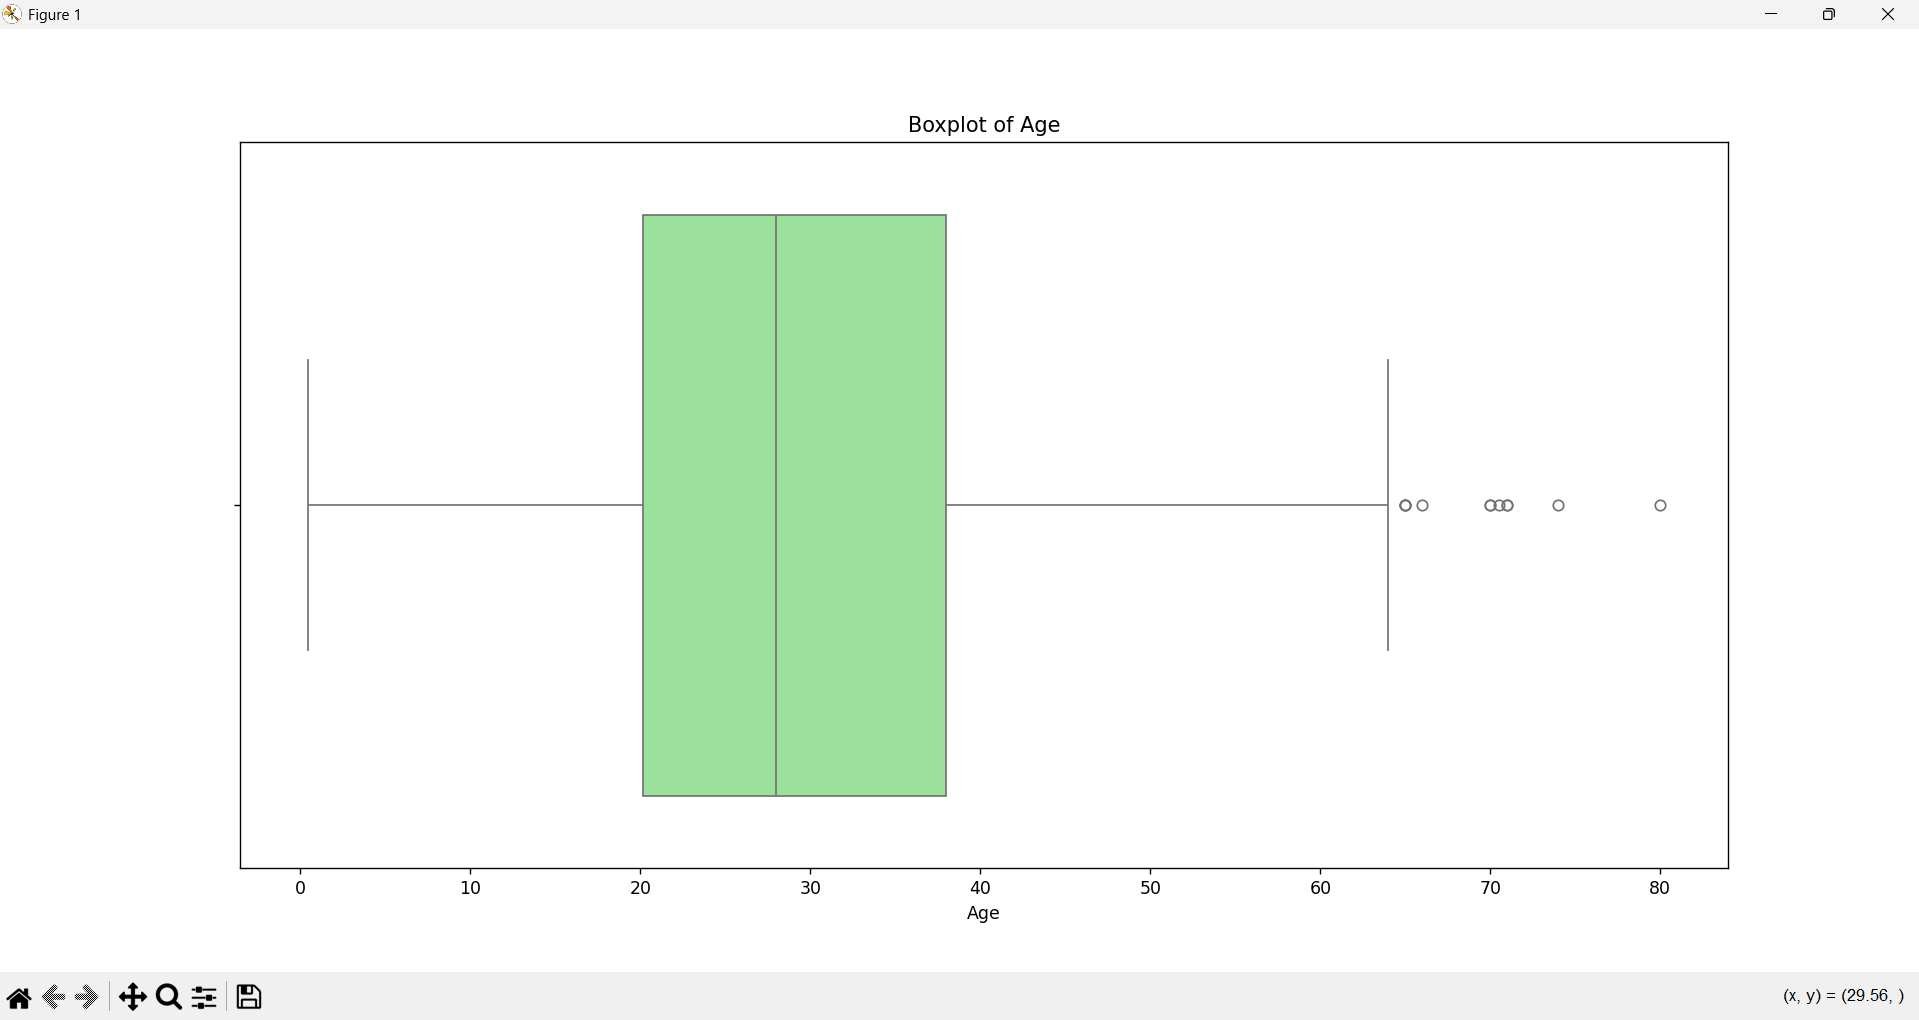 Figure 1
Boxplot of Age
0 10 20 30 40 50 60 70 80
Age
(x, y) = (29.56, )